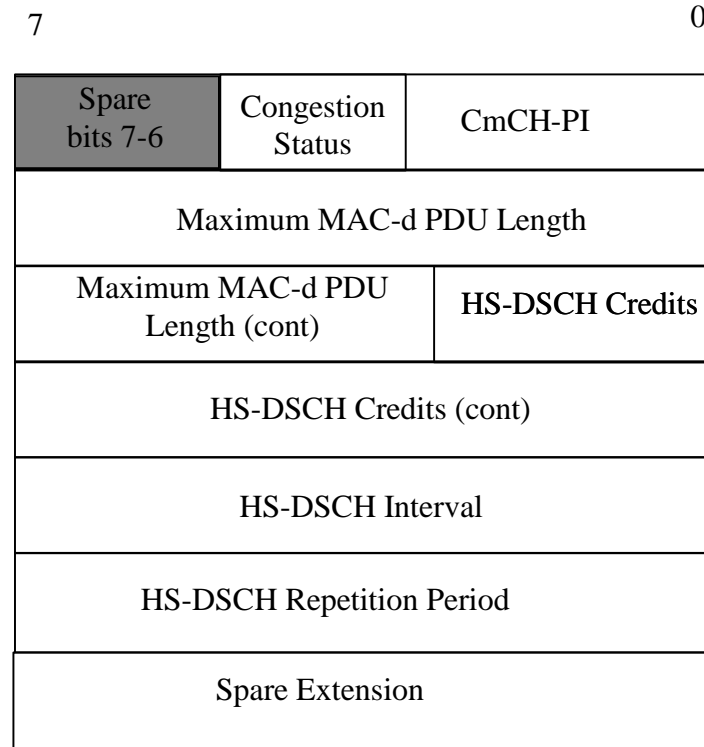 7 0
Spare
bits 7-6
Congestion
Status
CmCH-PI
Maximum MAC-d PDU Length
Maximum MAC-d PDU
Length (cont)
HS-DSCH Credits
HS-DSCH Credits (cont)
HS-DSCH Interval
HS-DSCH Repetition Period
Spare Extension